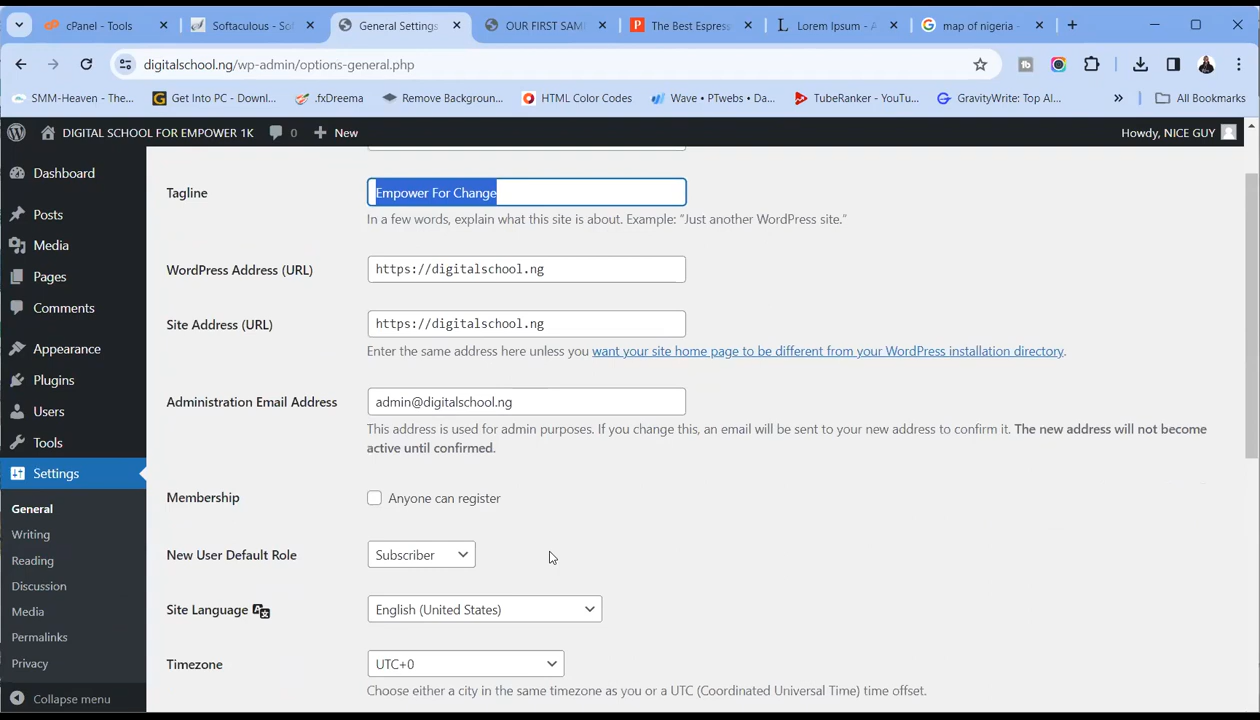 cPanel - Tools
Softaculous - Sof
General Settings
OUR FIRST SAM
The Best Espress
Lorem Ipsum - A
map of nigeria -
digitalschool.ng/wp-admin/options-general.php
SMM-Heaven - The...
Get Into PC - Downl...
.fxDreema
Remove Backgroun...
HTML Color Codes
Wave • PTwebs • Da...
TubeRanker - YouTu...
GravityWrite: Top AI...
»
All Bookmarks
DIGITAL SCHOOL FOR EMPOWER 1K
0
New
Howdy, NICE GUY
Dashboard
Posts
Media
Pages
Comments
Appearance
Plugins
Users
Tools
Settings
General
Writing
Reading
Discussion
Media
Permalinks
Privacy
Collapse menu
Tagline
Empower For Change
In a few words, explain what this site is about. Example: “Just another WordPress site.”
WordPress Address (URL)
https://digitalschool.ng
Site Address (URL)
https://digitalschool.ng
Enter the same address here unless you want your site home page to be different from your WordPress installation directory.
Administration Email Address
admin@digitalschool.ng
This address is used for admin purposes. If you change this, an email will be sent to your new address to confirm it. The new address will not become
active until confirmed.
Membership
Anyone can register
New User Default Role
Subscriber
Site Language
English (United States)
Timezone
UTC+0
Choose either a city in the same timezone as you or a UTC (Coordinated Universal Time) time offset.